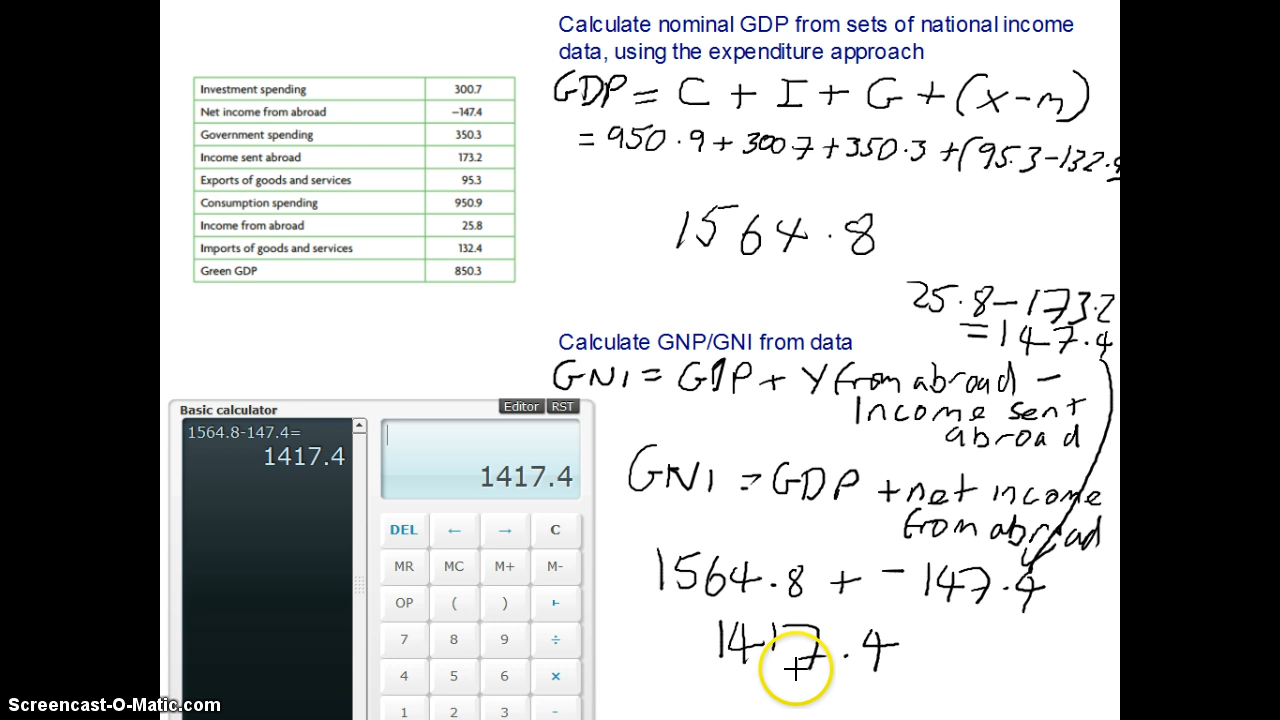 Calculate nominal GDP from sets of national income
data, using the expenditure approach
Investment spending 300.7
Net income from abroad −147.4
Government spending 350.3
Income sent abroad 173.2
Exports of goods and services 95.3
Consumption spending 950.9
Income from abroad 25.8
Imports of goods and services 132.4
Green GDP 850.3
GDP = C + I + G + (X - m)
= 950.9 + 300.7 + 350.3 + (95.3 - 132.4
1564.8
25.8 - 173.2
= 147.4
Calculate GNP/GNI from data
GNI = GDP + Y from abroad -
Income sent
abroad
GNI = GDP + net income
from abroad
1564.8 + - 147.4
1417.4
Basic calculator
Editor RST
1564.8-147.4=
1417.4
1417.4
DEL ← → C
MR MC M+ M-
OP ( ) +-
7 8 9 ÷
4 5 6 ×
1 2 3 -
Screencast-O-Matic.com